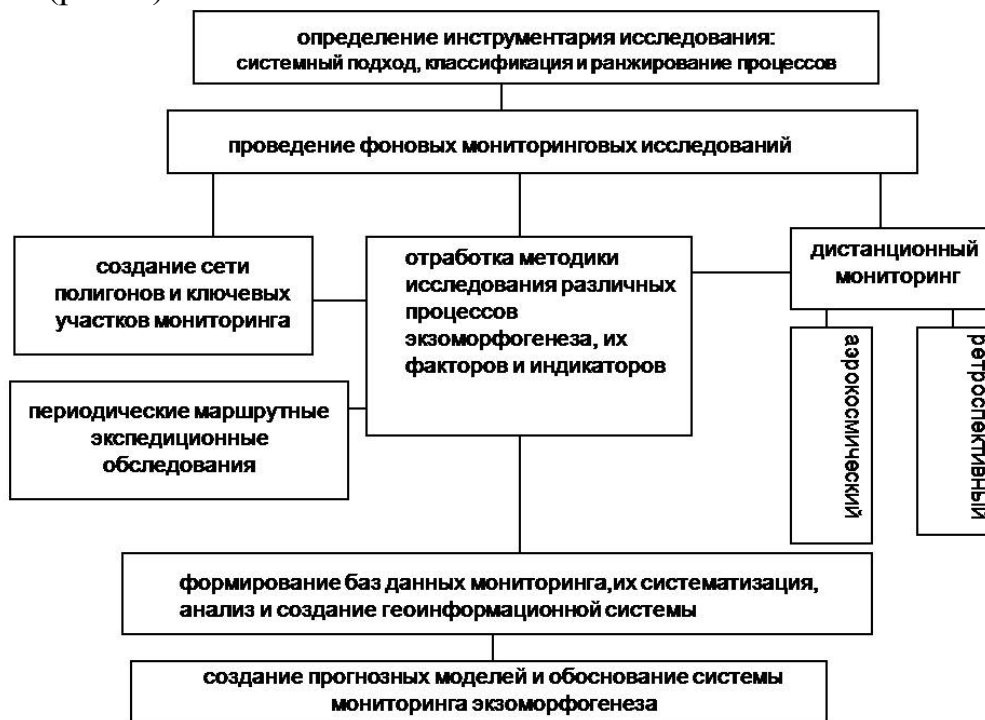 определение инструментария исследования:
системный подход, классификация и ранжирование процессов
проведение фоновых мониторинговых исследований
создание сети
полигонов и ключевых
участков мониторинга
отработка методики
исследования различных
процессов
экзоморфогенеза, их
факторов и индикаторов
дистанционный
мониторинг
аэрокосмический
ретроспективный
периодические маршрутные
экспедиционные
обследования
формирование баз данных мониторинга,их систематизация,
анализ и создание геоинформационной системы
создание прогнозных моделей и обоснование системы
мониторинга экзоморфогенеза